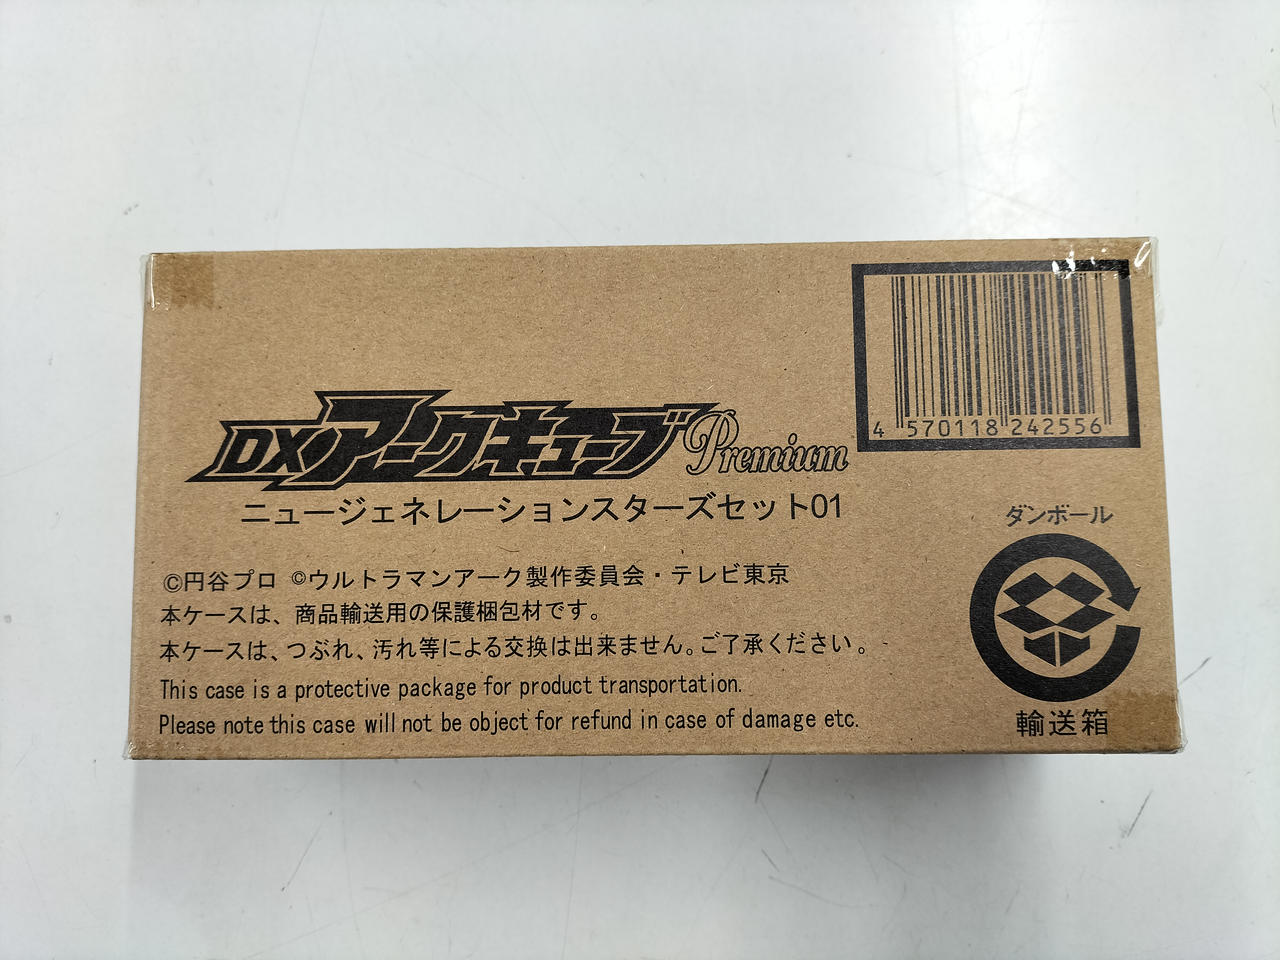 DXアークキューブPremium
ニュージェネレーションスターズセット01
©円谷プロ ©ウルトラマンアーク製作委員会・テレビ東京
本ケースは、商品輸送用の保護梱包材です。
本ケースは、つぶれ、汚れ等による交換は出来ません。ご了承ください。
This case is a protective package for product transportation.
Please note this case will not be object for refund in case of damage etc.
4 570118 242556
ダンボール
輸送箱